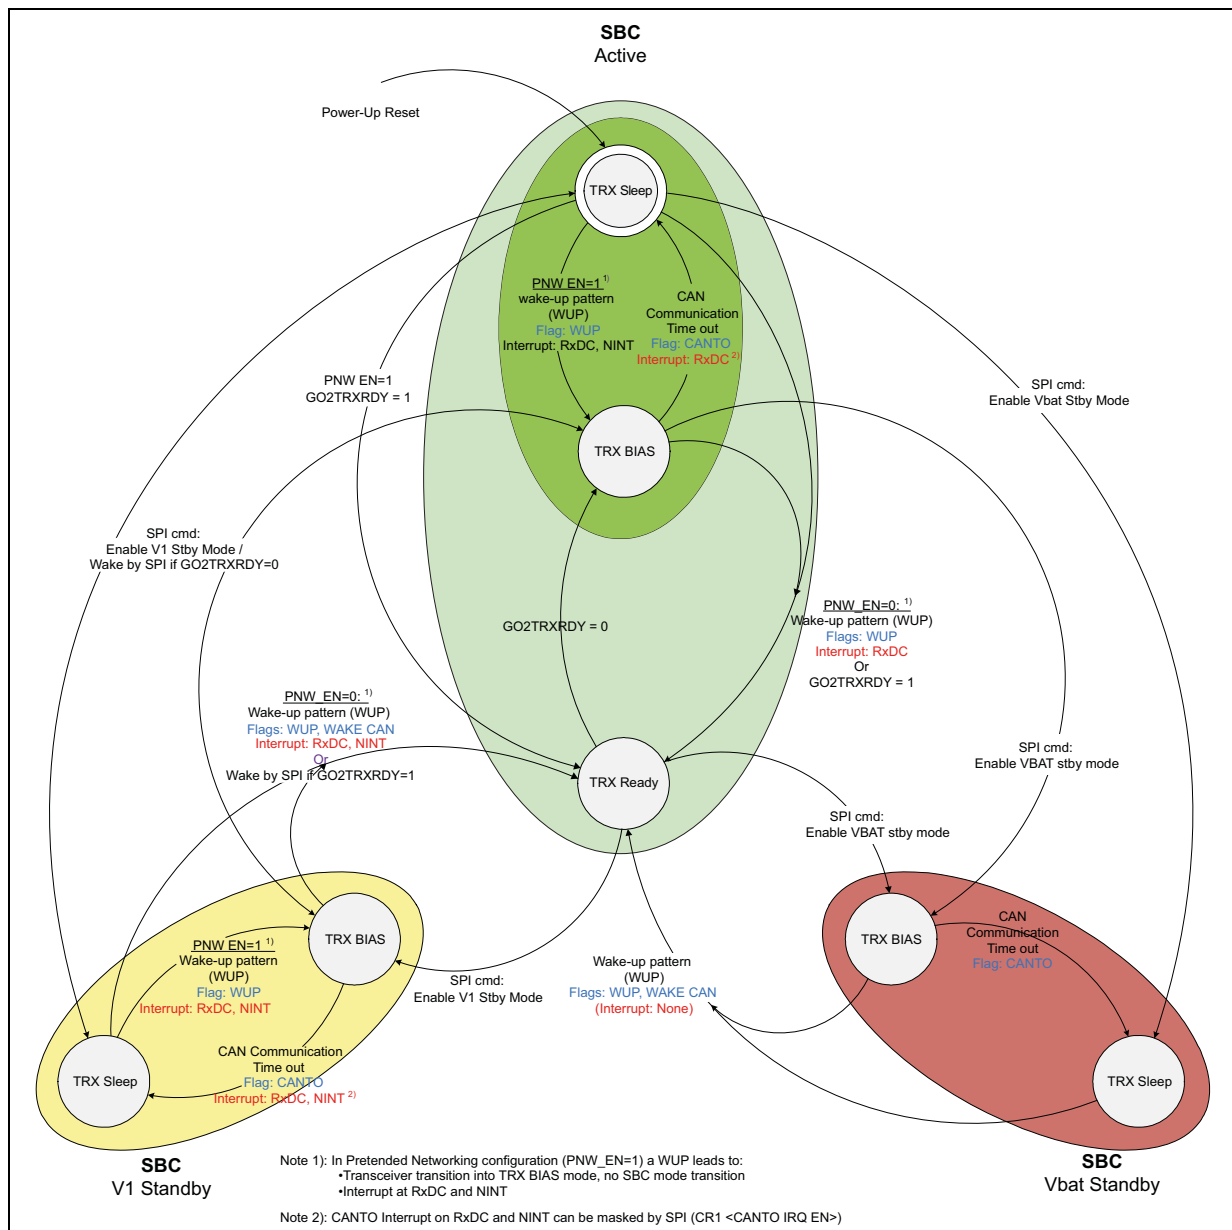 SBC
Active
Power-Up Reset
TRX Sleep
PNW EN=1 1)
wake-up pattern
(WUP)
Flag: WUP
Interrupt: RxDC, NINT
CAN
Communication
Time out
Flag: CANTO
Interrupt: RxDC 2)
PNW EN=1
GO2TRXRDY = 1
SPI cmd:
Enable Vbat Stby Mode
TRX BIAS
SPI cmd:
Enable V1 Stby Mode /
Wake by SPI if GO2TRXRDY=0
GO2TRXRDY = 0
PNW_EN=0: 1)
Wake-up pattern (WUP)
Flags: WUP
Interrupt: RxDC
Or
GO2TRXRDY = 1
PNW_EN=0: 1)
Wake-up pattern (WUP)
Flags: WUP, WAKE CAN
Interrupt: RxDC, NINT
Or
Wake by SPI if GO2TRXRDY=1
SPI cmd:
Enable VBAT stby mode
TRX Ready
SPI cmd:
Enable VBAT stby mode
TRX BIAS
PNW EN=1 1)
Wake-up pattern
(WUP)
Flag: WUP
Interrupt: RxDC, NINT
SPI cmd:
Enable V1 Stby Mode
Wake-up pattern
(WUP)
Flags: WUP, WAKE CAN
(Interrupt: None)
TRX BIAS
CAN
Communication
Time out
Flag: CANTO
TRX Sleep
CAN Communication
Time out
Flag: CANTO
Interrupt: RxDC, NINT 2)
TRX Sleep
SBC
V1 Standby
SBC
Vbat Standby
Note 1): In Pretended Networking configuration (PNW_EN=1) a WUP leads to:
•Transceiver transition into TRX BIAS mode, no SBC mode transition
•Interrupt at RxDC and NINT
Note 2): CANTO Interrupt on RxDC and NINT can be masked by SPI (CR1 <CANTO IRQ EN>)